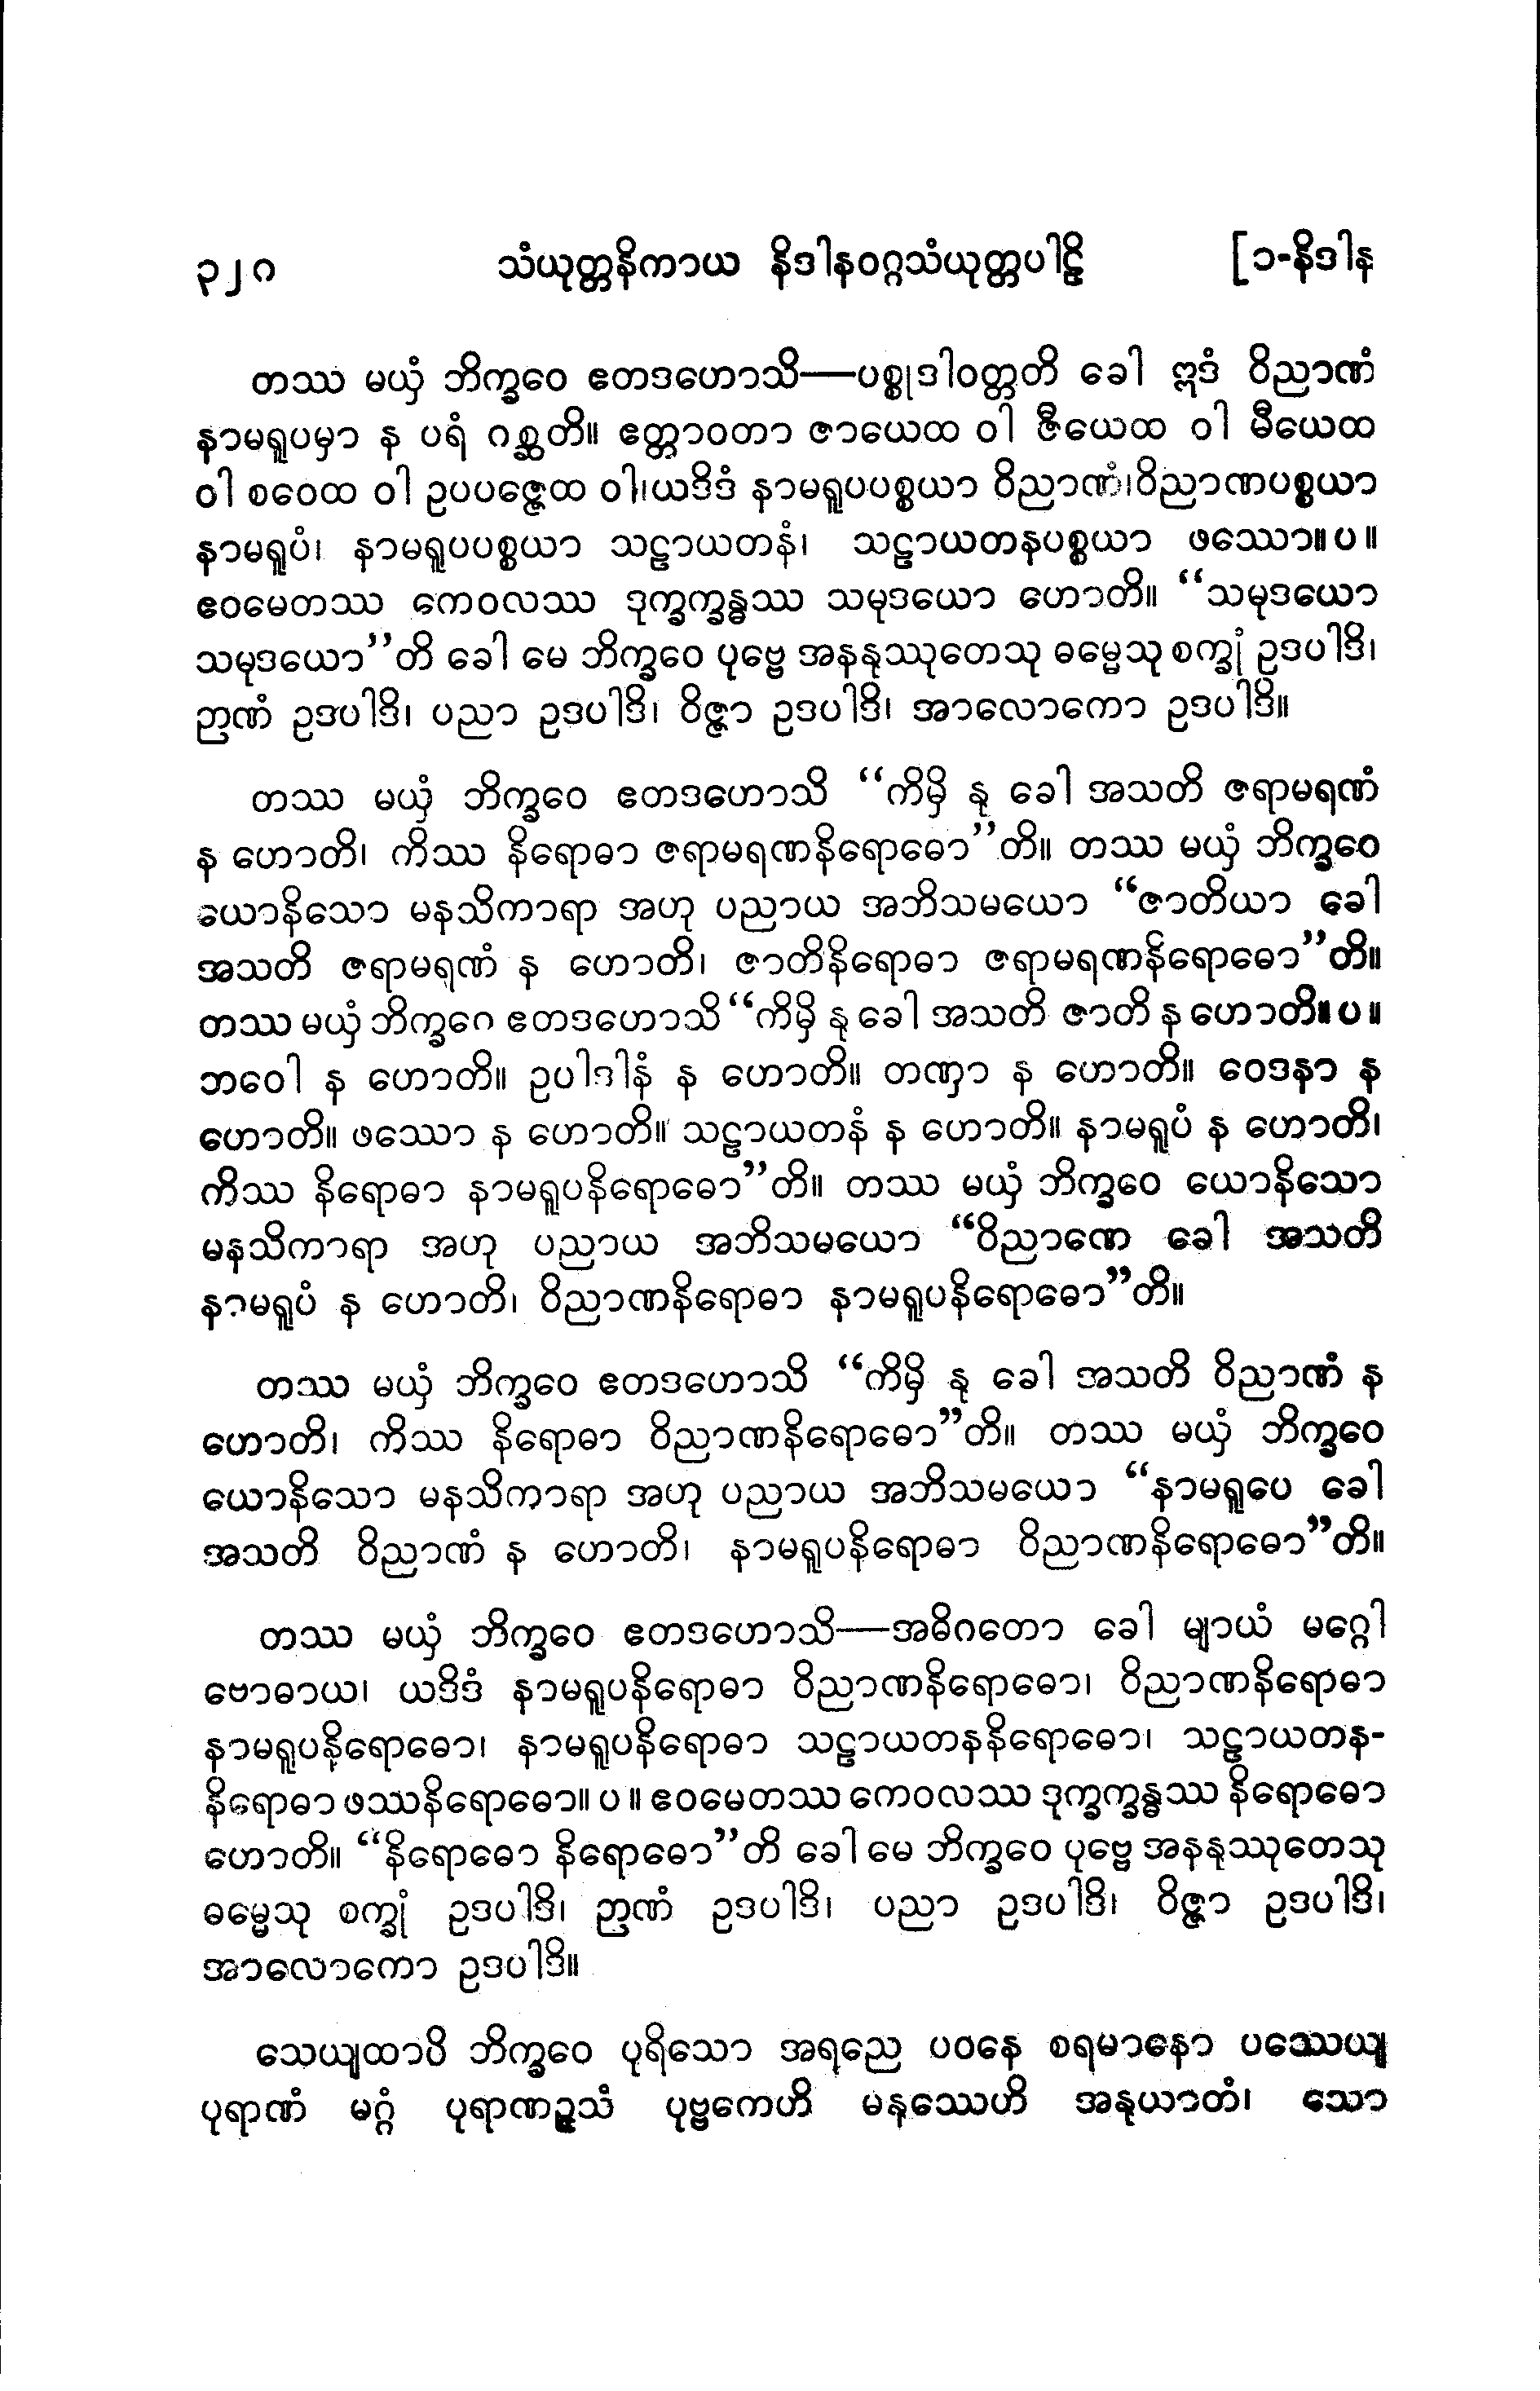 ၃၂၈ သံယုတ္တနိကာယ နိဒါနဝဂ္ဂသံယုတ္တပါဠိ [၁-နိဒါန
တဿ မယှံ ဘိက္ခဝေ ဧတဒဟောသိ—ပစ္စုဒါဝတ္တတိ ခေါ ဣဒံ ဝိညာဏံ
နာမရူပမှာ န ပရံ ဂစ္ဆတိ။ ဧတ္တာဝတာ ဇာယေထ ဝါ ဇီယေထ ဝါ မီယေထ
ဝါ စဝေထ ဝါ ဥပပဇ္ဇေထ ဝါ၊ယဒိဒံ နာမရူပပစ္စယာ ဝိညာဏံ၊ဝိညာဏပစ္စယာ
နာမရူပံ၊ နာမရူပပစ္စယာ သဠာယတနံ၊ သဠာယတနပစ္စယာ ဖဿော။ပ။
ဧဝမေတဿ ကေဝလဿ ဒုက္ခက္ခန္ဓဿ သမုဒယော ဟောတိ။ “သမုဒယော
သမုဒယော”တိ ခေါ မေ ဘိက္ခဝေ ပုဗ္ဗေ အနနုဿုတေသု ဓမ္မေသု စက္ခုံ ဥဒပါဒိ၊
ဉာဏံ ဥဒပါဒိ၊ ပညာ ဥဒပါဒိ၊ ဝိဇ္ဇာ ဥဒပါဒိ၊ အာလောကော ဥဒပါဒိ။
တဿ မယှံ ဘိက္ခဝေ ဧတဒဟောသိ “ကိမှိ နု ခေါ အသတိ ဇရာမရဏံ
န ဟောတိ၊ ကိဿ နိရောဓာ ဇရာမရဏနိရောဓော”တိ။ တဿ မယှံ ဘိက္ခဝေ
ယောနိသော မနသိကာရာ အဟု ပညာယ အဘိသမယော “ဇာတိယာ ခေါ
အသတိ ဇရာမရဏံ န ဟောတိ၊ ဇာတိနိရောဓာ ဇရာမရဏနိရောဓော”တိ။
တဿ မယှံ ဘိက္ခဝေ ဧတဒဟောသိ “ကိမှိ နု ခေါ အသတိ ဇာတိ န ဟောတိ။ပ။
ဘဝေါ န ဟောတိ။ ဥပါဒါနံ န ဟောတိ။ တဏှာ န ဟောတိ။ ဝေဒနာ န
ဟောတိ။ ဖဿော န ဟောတိ။ သဠာယတနံ န ဟောတိ။ နာမရူပံ န ဟောတိ၊
ကိဿ နိရောဓာ နာမရူပနိရောဓော”တိ။ တဿ မယှံ ဘိက္ခဝေ ယောနိသော
မနသိကာရာ အဟု ပညာယ အဘိသမယော “ဝိညာဏေ ခေါ အသတိ
နာမရူပံ န ဟောတိ၊ ဝိညာဏနိရောဓာ နာမရူပနိရောဓော”တိ။
တဿ မယှံ ဘိက္ခဝေ ဧတဒဟောသိ “ကိမှိ နု ခေါ အသတိ ဝိညာဏံ န
ဟောတိ၊ ကိဿ နိရောဓာ ဝိညာဏနိရောဓော”တိ။ တဿ မယှံ ဘိက္ခဝေ
ယောနိသော မနသိကာရာ အဟု ပညာယ အဘိသမယော “နာမရူပေ ခေါ
အသတိ ဝိညာဏံ န ဟောတိ၊ နာမရူပနိရောဓာ ဝိညာဏနိရောဓော”တိ။
တဿ မယှံ ဘိက္ခဝေ ဧတဒဟောသိ—အဓိဂတော ခေါ မျာယံ မဂ္ဂေါ
ဗောဓာယ၊ ယဒိဒံ နာမရူပနိရောဓာ ဝိညာဏနိရောဓော၊ ဝိညာဏနိရောဓာ
နာမရူပနိရောဓော၊ နာမရူပနိရောဓာ သဠာယတနနိရောဓော၊ သဠာယတန-
နိရောဓာ ဖဿနိရောဓော။ ပ ။ ဧဝမေတဿ ကေဝလဿ ဒုက္ခက္ခန္ဓဿ နိရောဓော
ဟောတိ။ “နိရောဓော နိရောဓော”တိ ခေါ မေ ဘိက္ခဝေ ပုဗ္ဗေ အနနုဿုတေသု
ဓမ္မေသု စက္ခုံ ဥဒပါဒိ၊ ဉာဏံ ဥဒပါဒိ၊ ပညာ ဥဒပါဒိ၊ ဝိဇ္ဇာ ဥဒပါဒိ၊
အာလောကော ဥဒပါဒိ။
သေယျထာပိ ဘိက္ခဝေ ပုရိသော အရညေ ပဝနေ စရမာနော ပဿေယျ
ပုရာဏံ မဂ္ဂံ ပုရာဏဉ္ဇသံ ပုဗ္ဗကေဟိ မနုဿေဟိ အနုယာတံ၊ သော